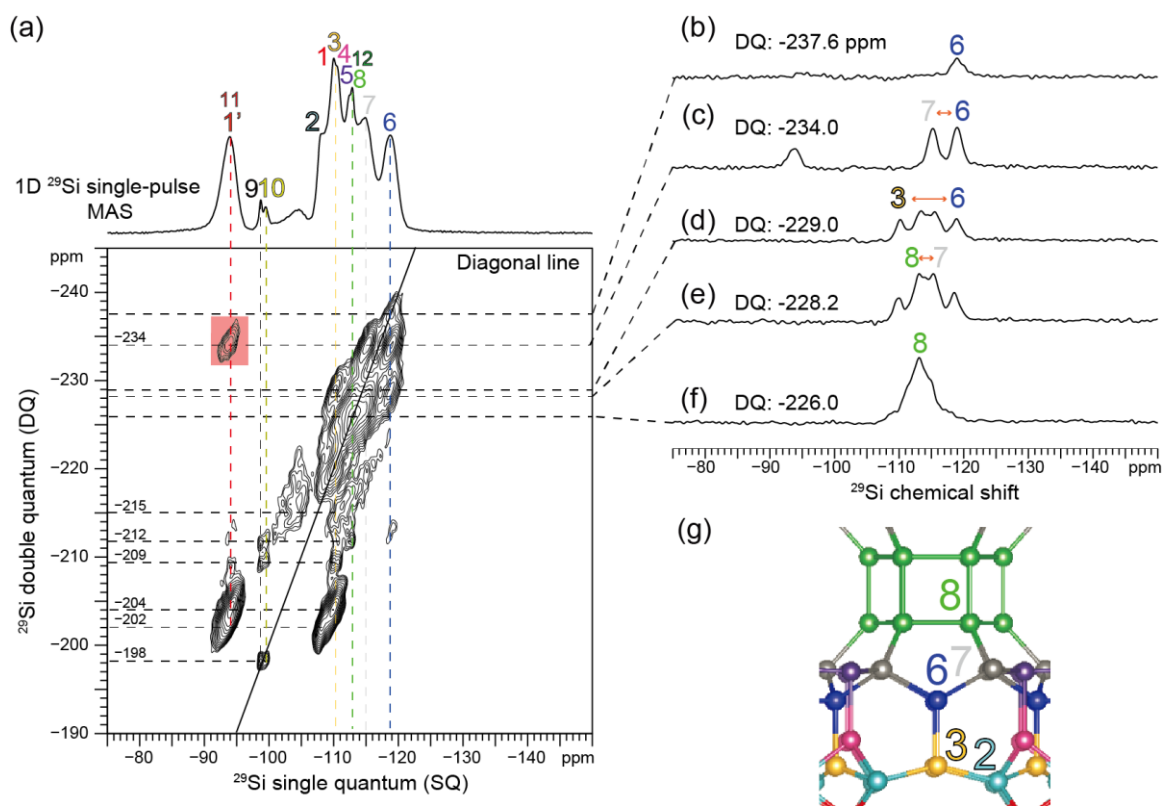 (a)
11
1'
9
10
2
1
3
4
5
12
8
7
6
1D ²⁹Si single-pulse
MAS
ppm
Diagonal line
−240
−234
−230
−220
−215
−212
−210
−209
−204
−202
−200
−198
−190
²⁹Si double quantum (DQ)
−80 −90 −100 −110 −120 ppm
²⁹Si single quantum (SQ)
(b) DQ: -237.6 ppm 6
(c) DQ: -234.0 7 6
(d) DQ: -229.0 3 6
(e) DQ: -228.2 8 7
(f) DQ: -226.0 8
−80 −90 −100 −110 −120 −130 −140 ppm
²⁹Si chemical shift
(g)
8
6 7
3 2